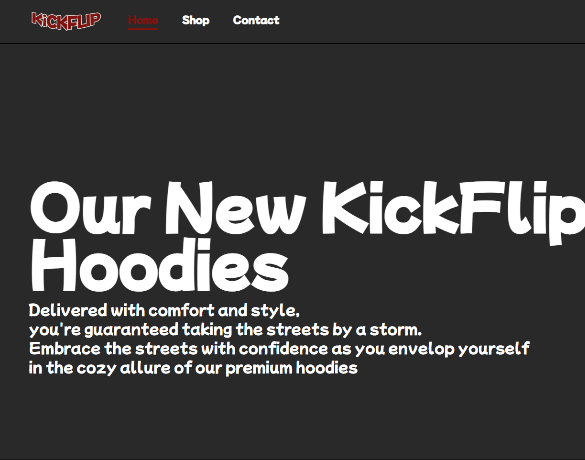 KiCKFLIP Home Shop Contact
Our New KickFlip
Hoodies
Delivered with comfort and style,
you're guaranteed taking the streets by a storm.
Embrace the streets with confidence as you envelop yourself
in the cozy allure of our premium hoodies